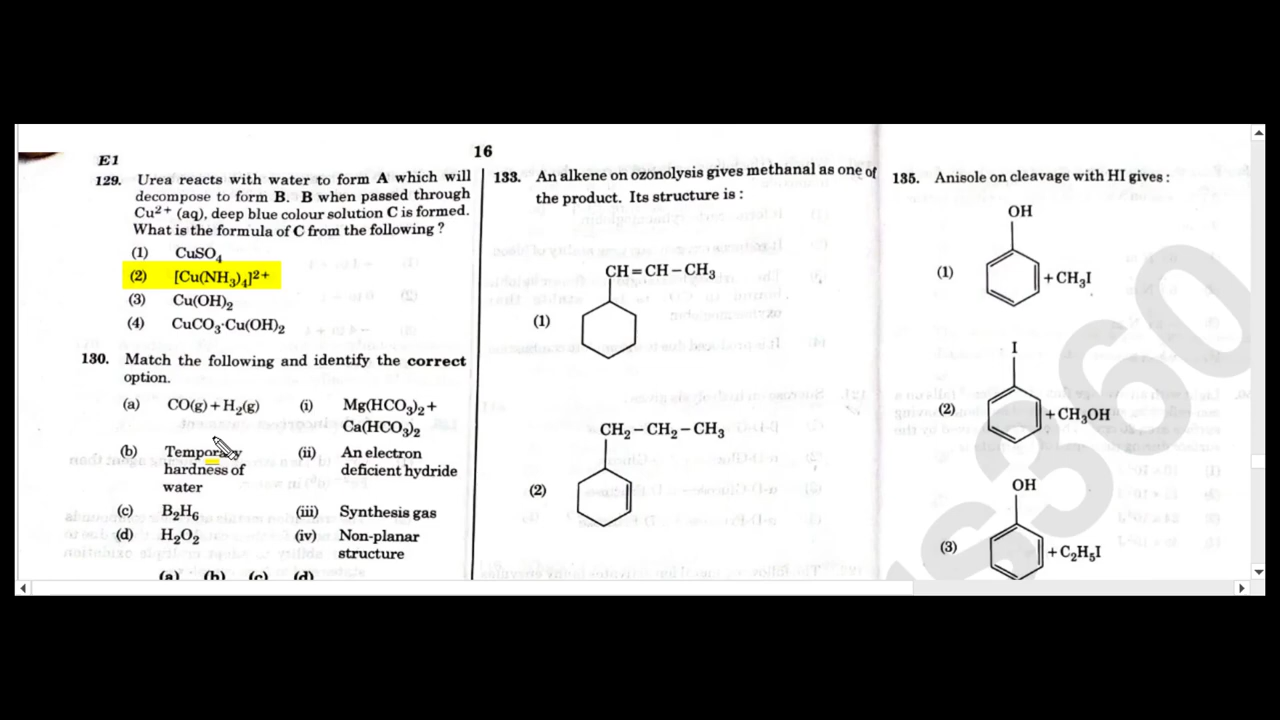 E1
16
129. Urea reacts with water to form A which will
decompose to form B. B when passed through
Cu²⁺ (aq), deep blue colour solution C is formed.
What is the formula of C from the following ?
(1) CuSO₄
(2) [Cu(NH₃)₄]²⁺
(3) Cu(OH)₂
(4) CuCO₃·Cu(OH)₂
130. Match the following and identify the correct
option.
(a) CO(g) + H₂(g) (i) Mg(HCO₃)₂ +
Ca(HCO₃)₂
(b) Temporary (ii) An electron
hardness of deficient hydride
water
(c) B₂H₆ (iii) Synthesis gas
(d) H₂O₂ (iv) Non-planar
structure
(a) (b) (c) (d)
133. An alkene on ozonolysis gives methanal as one of
the product. Its structure is :
CH = CH – CH₃
(1)
CH₂ – CH₂ – CH₃
(2)
135. Anisole on cleavage with HI gives :
OH
(1) + CH₃I
I
(2) + CH₃OH
OH
(3) + C₂H₅I
s360